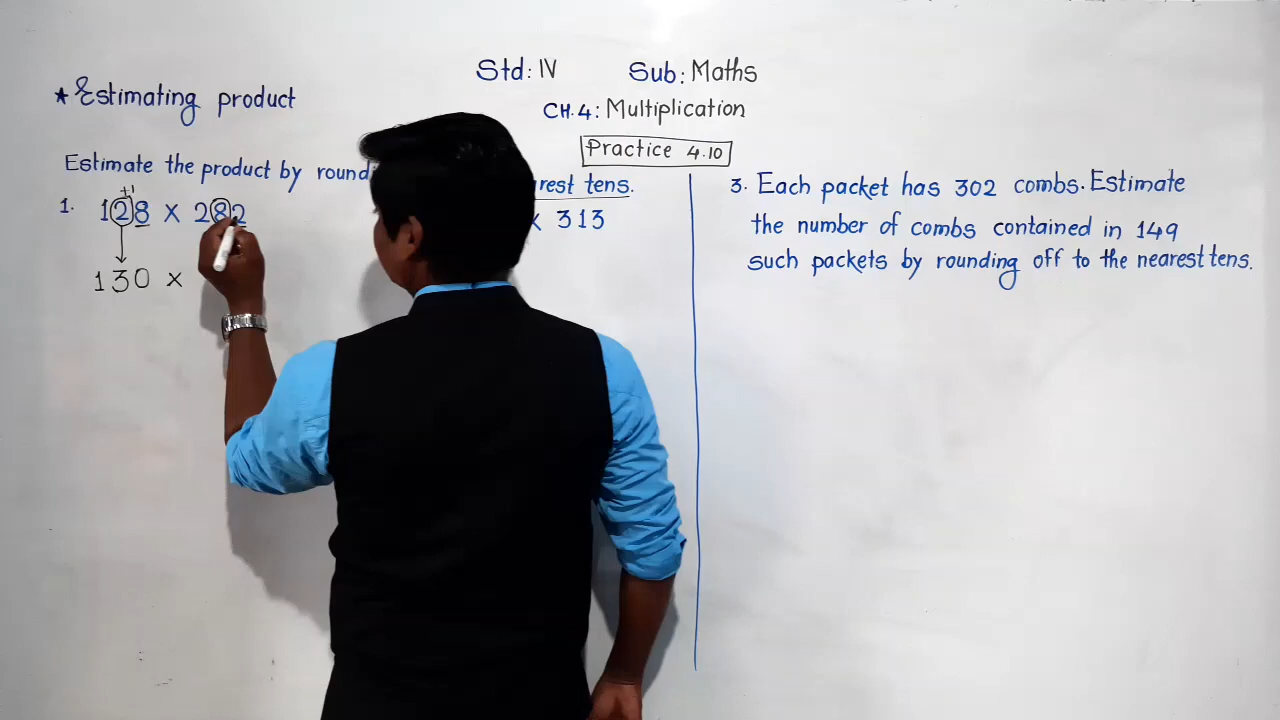 Std: IV Sub: Maths
* Estimating product
CH.4: Multiplication
Practice 4.10
Estimate the product by rest tens.
1. 128 x 282
+1
x 313
130 x
3. Each packet has 302 combs. Estimate
the number of combs contained in 149
such packets by rounding off to the nearest tens.